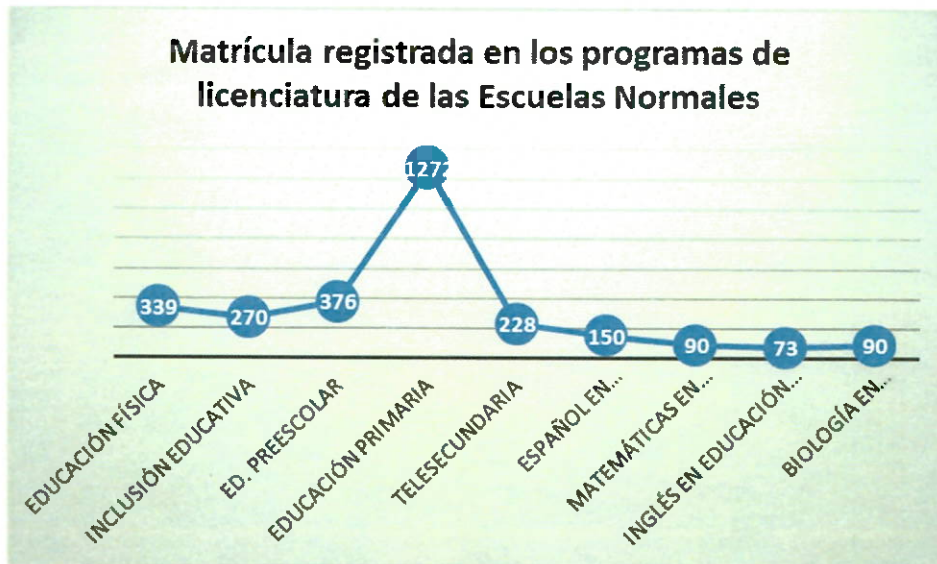 Matrícula registrada en los programas de
licenciatura de las Escuelas Normales
339
270
376
1272
228
150
90
73
90
EDUCACIÓN FÍSICA
INCLUSIÓN EDUCATIVA
ED. PREESCOLAR
EDUCACIÓN PRIMARIA
TELESECUNDARIA
ESPAÑOL EN...
MATEMÁTICAS EN...
INGLÉS EN EDUCACIÓN...
BIOLOGÍA EN...